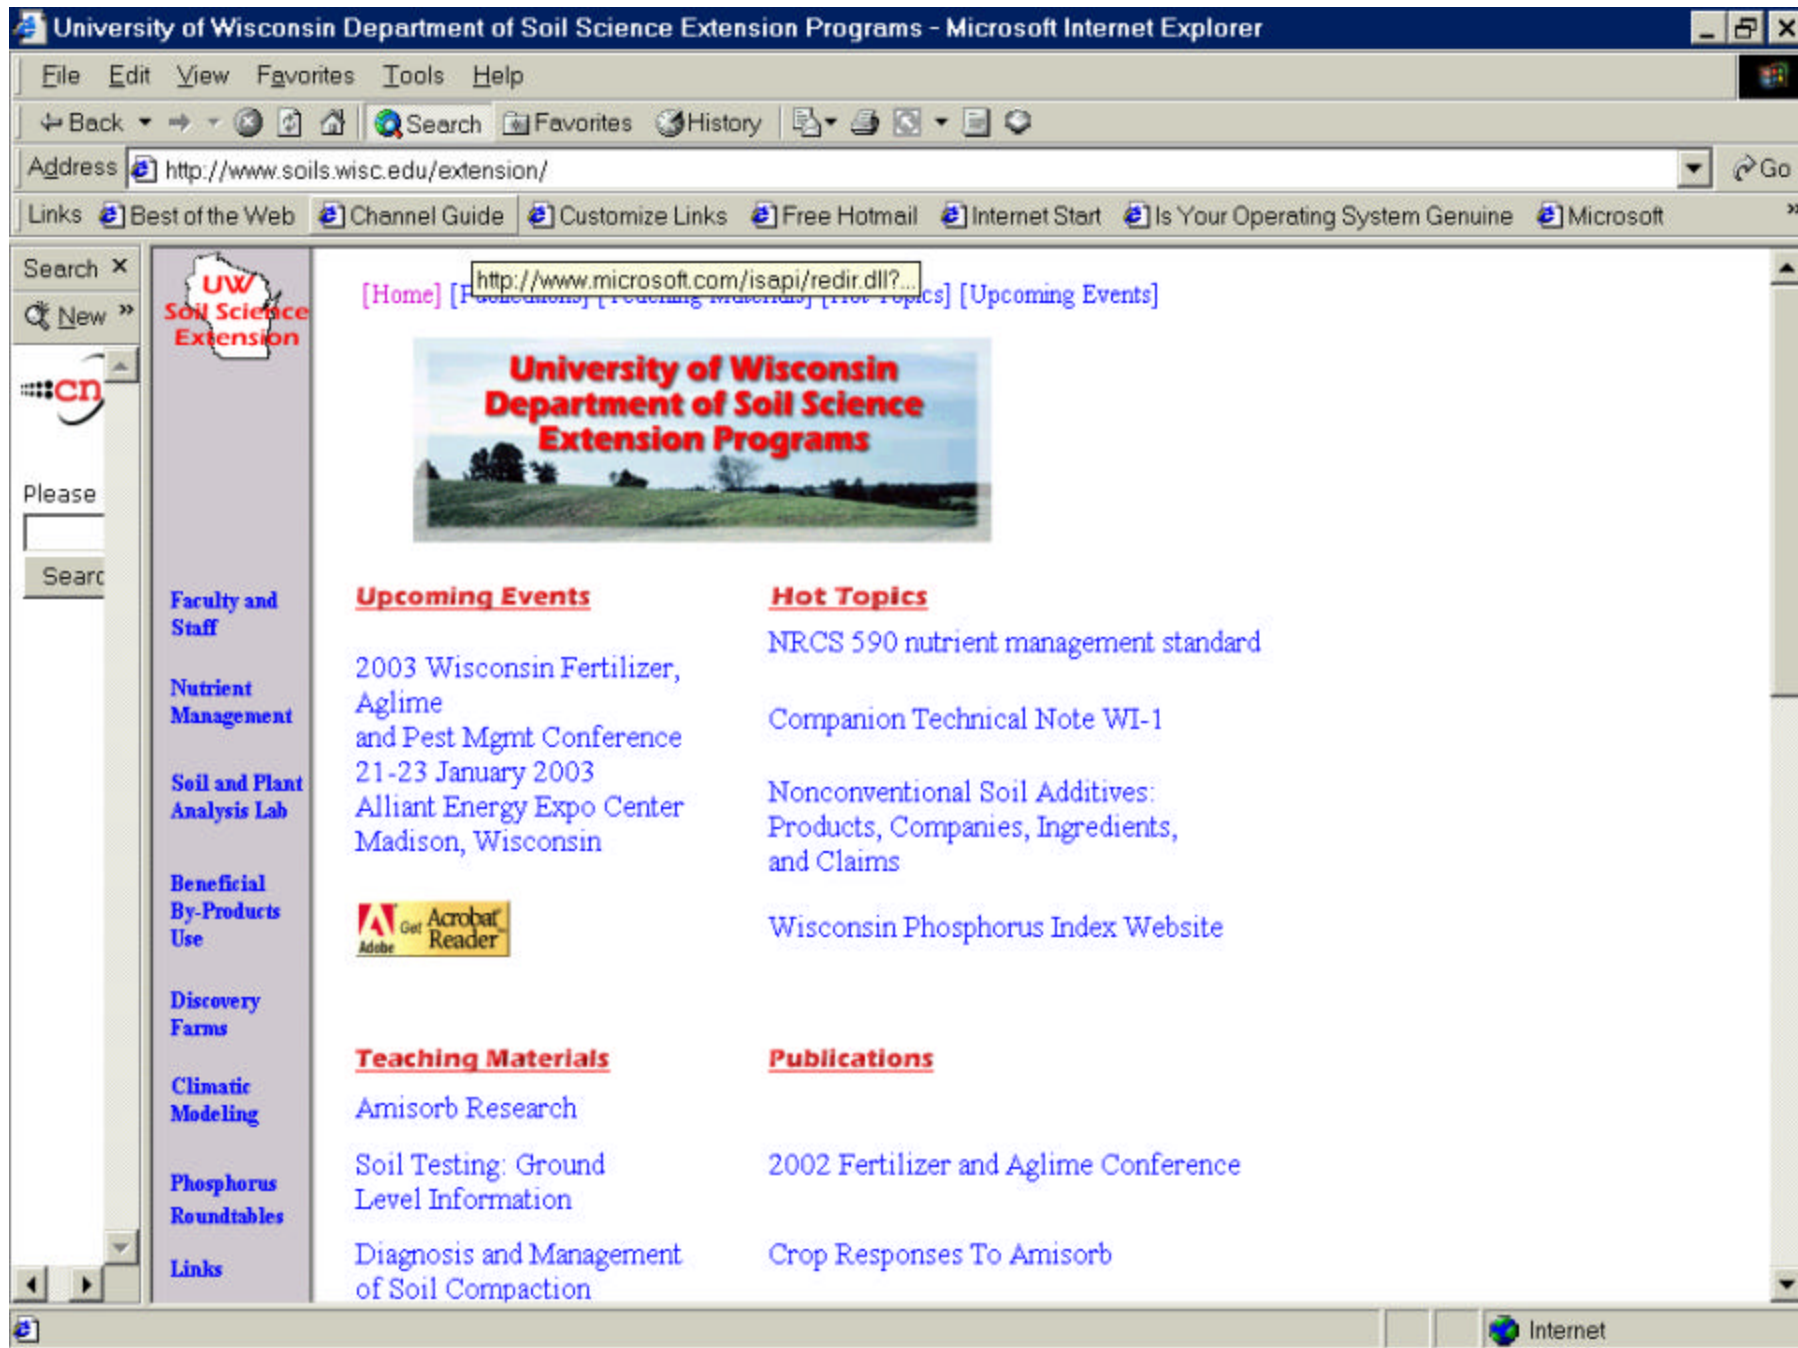 University of Wisconsin Department of Soil Science Extension Programs - Microsoft Internet Explorer
File Edit View Favorites Tools Help
Back Search Favorites History
Address http://www.soils.wisc.edu/extension/ Go
Links Best of the Web Channel Guide Customize Links Free Hotmail Internet Start Is Your Operating System Genuine Microsoft »
Search ×
New »
cn
Please
Searc
UW
Soil Science
Extension
Faculty and
Staff
Nutrient
Management
Soil and Plant
Analysis Lab
Beneficial
By-Products
Use
Discovery
Farms
Climatic
Modeling
Phosphorus
Roundtables
Links
http://www.microsoft.com/isapi/redir.dll?...
[Home] [Publications] [Teaching Materials] [Hot Topics] [Upcoming Events]
University of Wisconsin
Department of Soil Science
Extension Programs
Upcoming Events
2003 Wisconsin Fertilizer,
Aglime
and Pest Mgmt Conference
21-23 January 2003
Alliant Energy Expo Center
Madison, Wisconsin
Adobe Get Acrobat
Reader
Hot Topics
NRCS 590 nutrient management standard
Companion Technical Note WI-1
Nonconventional Soil Additives:
Products, Companies, Ingredients,
and Claims
Wisconsin Phosphorus Index Website
Teaching Materials
Amisorb Research
Soil Testing: Ground
Level Information
Diagnosis and Management
of Soil Compaction
Publications
2002 Fertilizer and Aglime Conference
Crop Responses To Amisorb
Internet